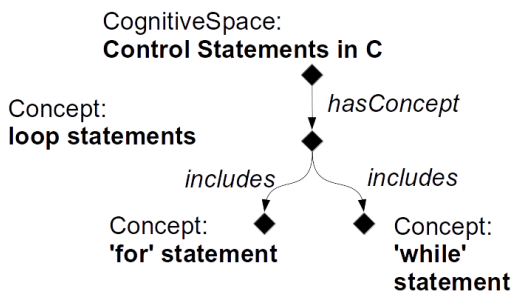 CognitiveSpace:
Control Statements in C
hasConcept
Concept:
loop statements
includes
includes
Concept:
'for' statement
Concept:
'while'
statement